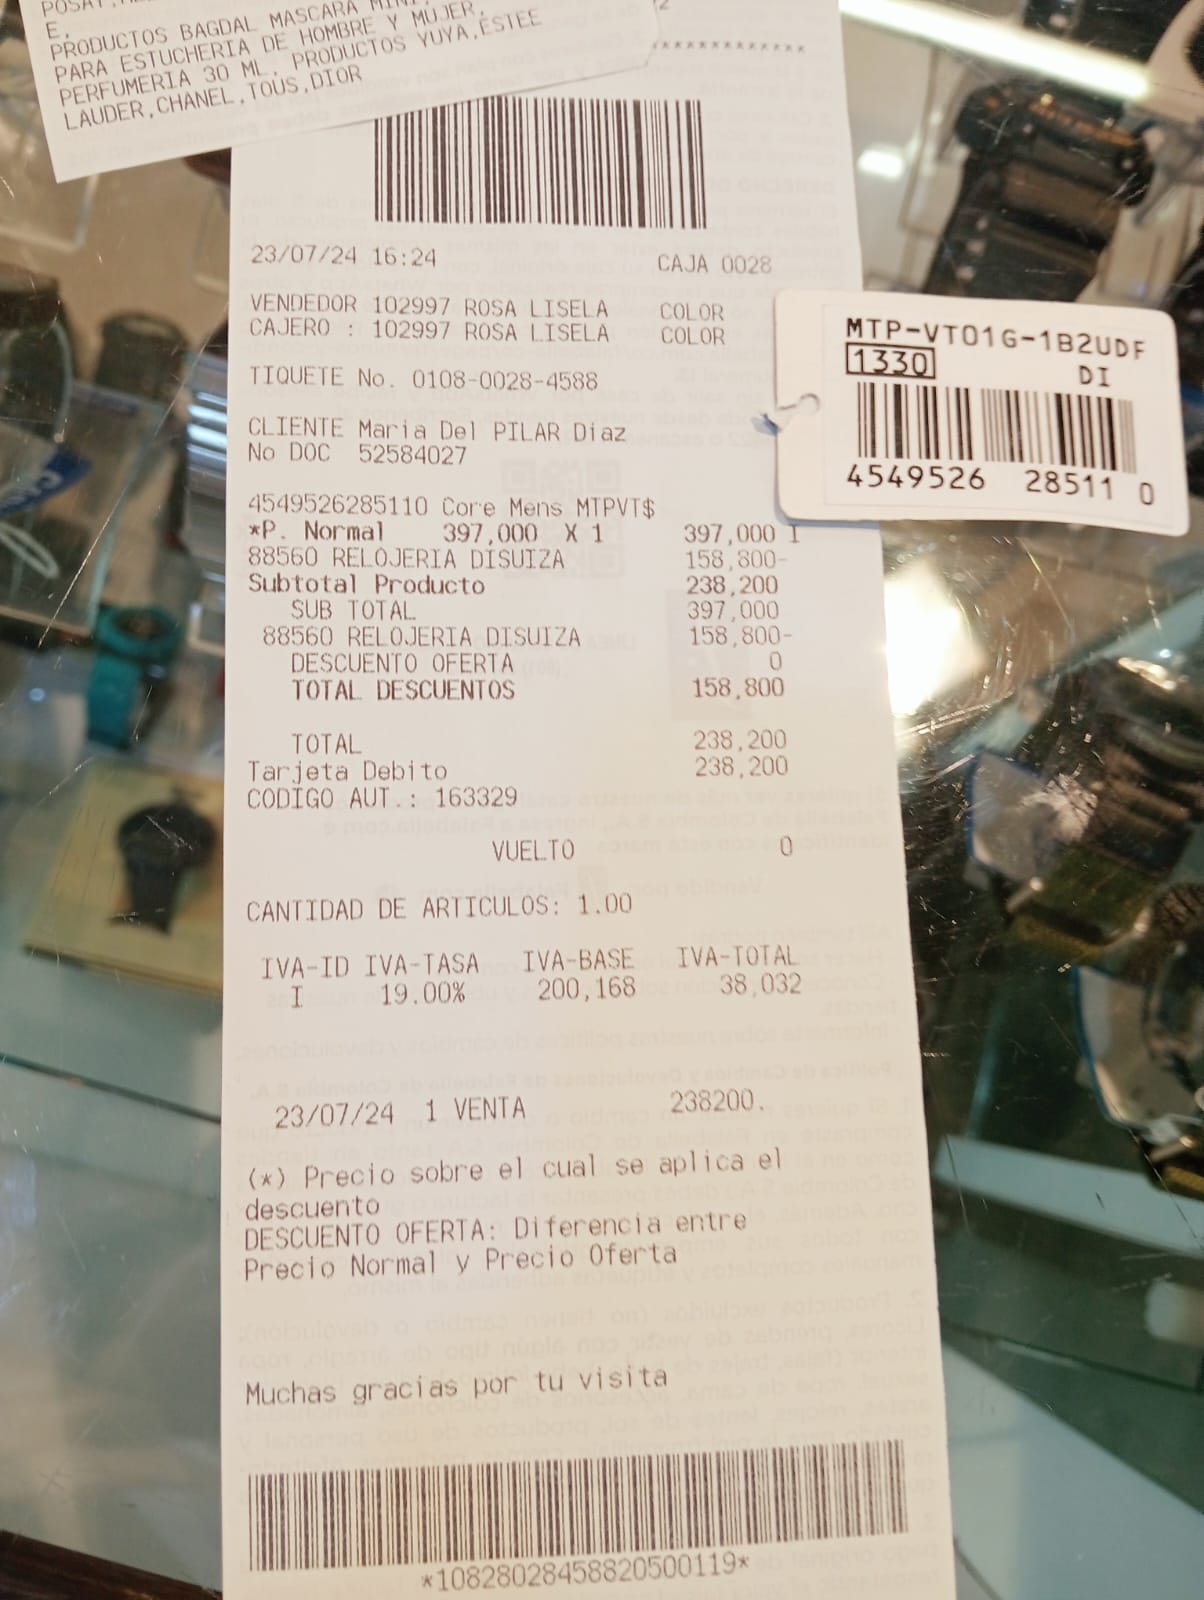 E.
PRODUCTOS BAGDAL MASCARA
PARA ESTUCHERIA DE HOMBRE Y MUJER,
PERFUMERIA 30 ML. PRODUCTOS YUYA,ESTEE
LAUDER,CHANEL,TOUS,DIOR
23/07/24 16:24 CAJA 0028
VENDEDOR 102997 ROSA LISELA COLOR
CAJERO : 102997 ROSA LISELA COLOR
TIQUETE No. 0108-0028-4588
CLIENTE Maria Del PILAR Diaz
No DOC 52584027
4549526285110 Core Mens MTPVT$
*P. Normal 397,000 X 1 397,000 I
88560 RELOJERIA DISUIZA 158,800-
Subtotal Producto 238,200
SUB TOTAL 397,000
88560 RELOJERIA DISUIZA 158,800-
DESCUENTO OFERTA 0
TOTAL DESCUENTOS 158,800
TOTAL 238,200
Tarjeta Debito 238,200
CODIGO AUT.: 163329
VUELTO 0
CANTIDAD DE ARTICULOS: 1.00
IVA-ID IVA-TASA IVA-BASE IVA-TOTAL
I 19.00% 200,168 38,032
23/07/24 1 VENTA 238200.
(*) Precio sobre el cual se aplica el
descuento
DESCUENTO OFERTA: Diferencia entre
Precio Normal y Precio Oferta
Muchas gracias por tu visita
*10828028458820500119*
MTP-VT01G-1B2UDF
1330 DI
4549526 28511 0